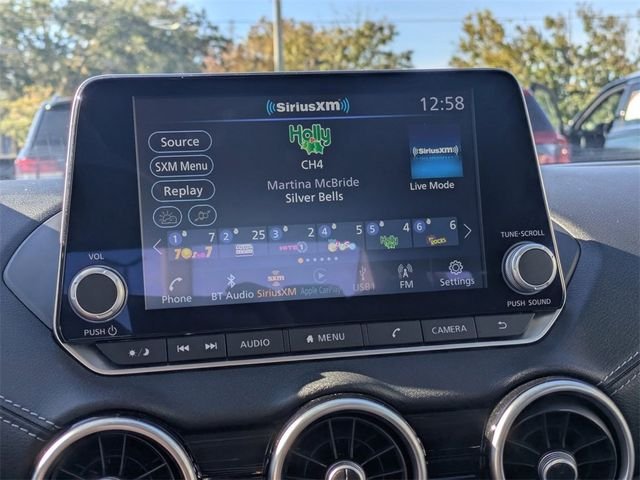 SiriusXM
12:58
Source
SXM Menu
Replay
Holly
CH4
Martina McBride
Silver Bells
SiriusXM
Live Mode
1 7
2 25
3 2
4 5
5 4
6 6
Holly
Phone
BT Audio
SXM
SiriusXM
Apple CarPlay
USB1
FM
Settings
VOL
PUSH
TUNE·SCROLL
PUSH SOUND
AUDIO
MENU
CAMERA